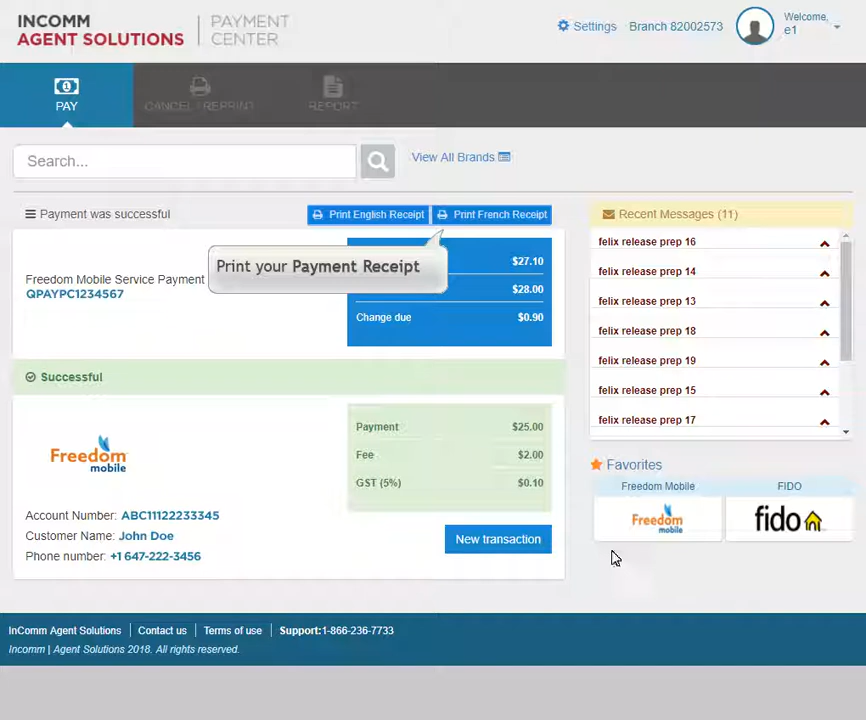 INCOMM
AGENT SOLUTIONS
PAYMENT
CENTER
Settings
Branch 82002573
Welcome,
e1
PAY
CANCEL / REPRINT
REPORT
Search...
View All Brands
Payment was successful
Print English Receipt
Print French Receipt
Recent Messages (11)
Print your Payment Receipt
Freedom Mobile Service Payment
QPAYPC1234567
$27.10
$28.00
Change due $0.90
felix release prep 16
felix release prep 14
felix release prep 13
felix release prep 18
felix release prep 19
felix release prep 15
felix release prep 17
Successful
Freedom
mobile
Payment $25.00
Fee $2.00
GST (5%) $0.10
Account Number: ABC11122233345
Customer Name: John Doe
Phone number: +1 647-222-3456
New transaction
Favorites
Freedom Mobile
FIDO
Freedom
mobile
fido
InComm Agent Solutions
Contact us
Terms of use
Support:1-866-236-7733
Incomm | Agent Solutions 2018. All rights reserved.